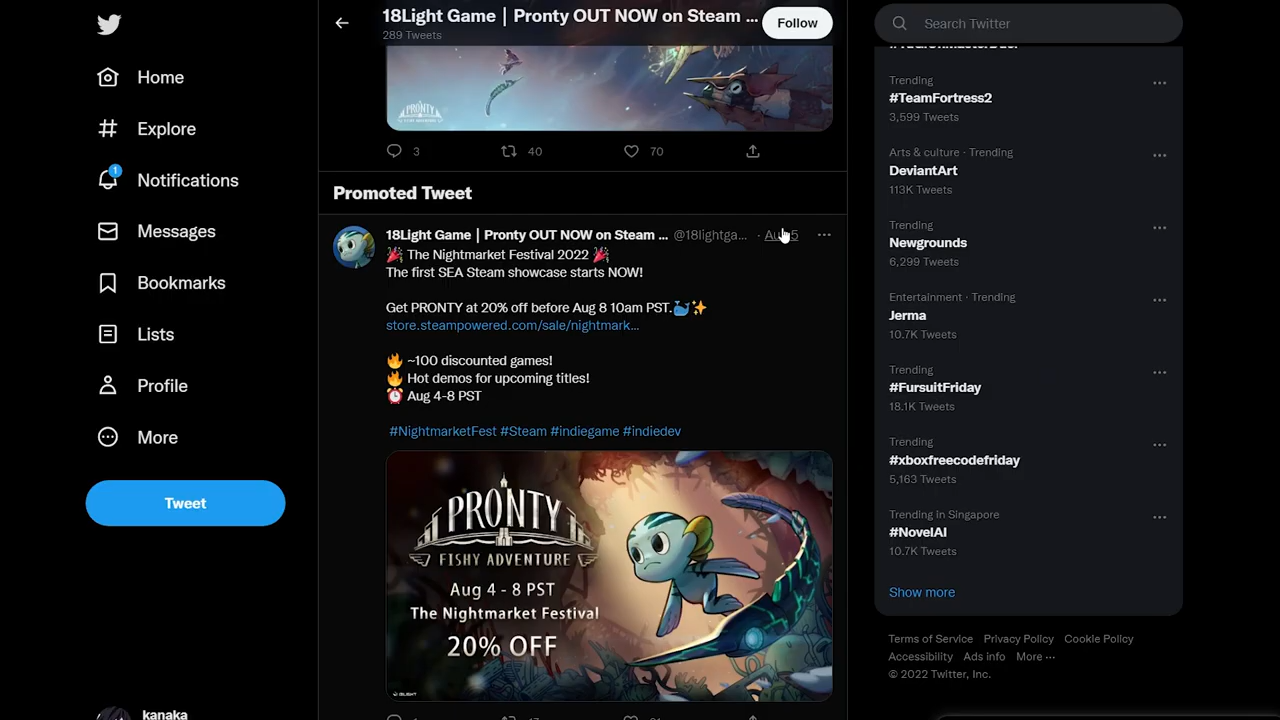 Home
Explore
1
Notifications
Messages
Bookmarks
Lists
Profile
More
Tweet
kanaka
18Light Game | Pronty OUT NOW on Steam ...
289 Tweets
Follow
PRONTY
FISHY ADVENTURE
3
40
70
Promoted Tweet
18Light Game | Pronty OUT NOW on Steam ... @18lightga... ·
🎉 The Nightmarket Festival 2022 🎉
The first SEA Steam showcase starts NOW!
Get PRONTY at 20% off before Aug 8 10am PST.🐳✨
store.steampowered.com/sale/nightmark...
🔥 ~100 discounted games!
🔥 Hot demos for upcoming titles!
⏰ Aug 4-8 PST
#NightmarketFest #Steam #indiegame #indiedev
PRONTY
FISHY ADVENTURE
Aug 4 - 8 PST
The Nightmarket Festival
20% OFF
18LIGHT
Search Twitter
Trending
#TeamFortress2
3,599 Tweets
Arts & culture · Trending
DeviantArt
113K Tweets
Trending
Newgrounds
6,299 Tweets
Entertainment · Trending
Jerma
10.7K Tweets
Trending
#FursuitFriday
18.1K Tweets
Trending
#xboxfreecodefriday
5,163 Tweets
Trending in Singapore
#NovelAI
10.7K Tweets
Show more
Terms of Service Privacy Policy Cookie Policy
Accessibility Ads info More ...
© 2022 Twitter, Inc.